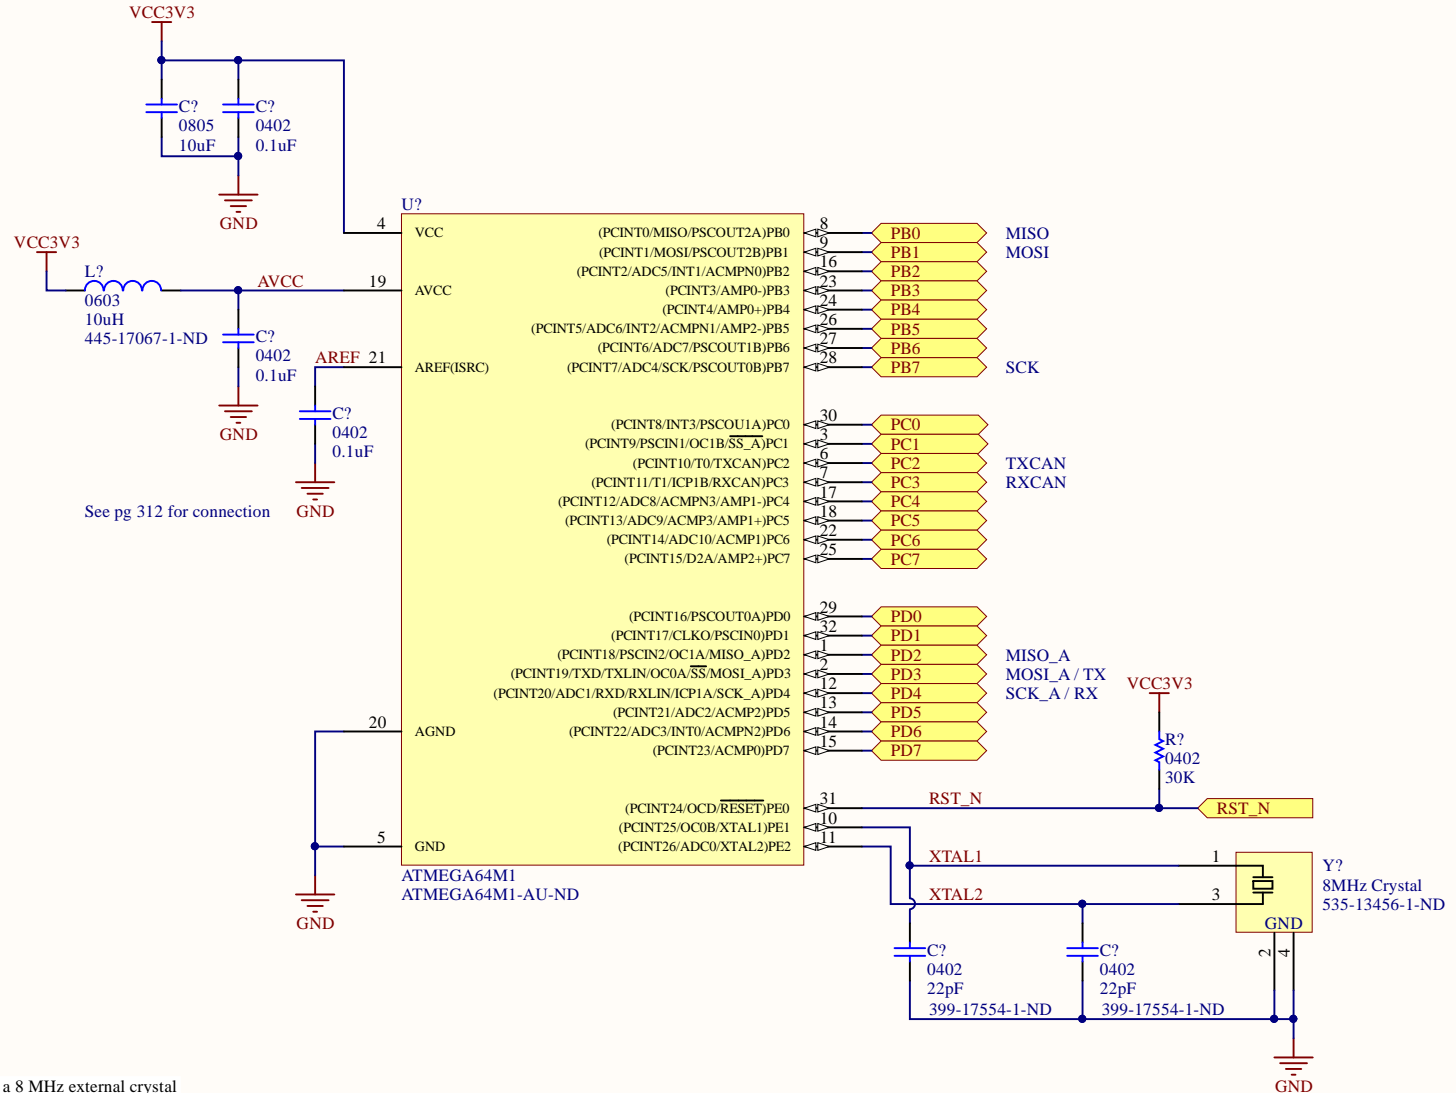 VCC3V3
C?
0805
10uF
C?
0402
0.1uF
GND
VCC3V3
L?
0603
10uH
445-17067-1-ND
AVCC
C?
0402
0.1uF
GND
AREF
C?
0402
0.1uF
GND
See pg 312 for connection
U?
4 VCC
19 AVCC
21 AREF(ISRC)
20 AGND
5 GND
GND
ATMEGA64M1
ATMEGA64M1-AU-ND
(PCINT0/MISO/PSCOUT2A)PB0 8 PB0 MISO
(PCINT1/MOSI/PSCOUT2B)PB1 9 PB1 MOSI
(PCINT2/ADC5/INT1/ACMPN0)PB2 16 PB2
(PCINT3/AMP0-)PB3 23 PB3
(PCINT4/AMP0+)PB4 24 PB4
(PCINT5/ADC6/INT2/ACMPN1/AMP2-)PB5 26 PB5
(PCINT6/ADC7/PSCOUT1B)PB6 27 PB6
(PCINT7/ADC4/SCK/PSCOUT0B)PB7 28 PB7 SCK
(PCINT8/INT3/PSCOU1A)PC0 30 PC0
(PCINT9/PSCIN1/OC1B/SS_A)PC1 3 PC1
(PCINT10/T0/TXCAN)PC2 6 PC2 TXCAN
(PCINT11/T1/ICP1B/RXCAN)PC3 7 PC3 RXCAN
(PCINT12/ADC8/ACMPN3/AMP1-)PC4 17 PC4
(PCINT13/ADC9/ACMP3/AMP1+)PC5 18 PC5
(PCINT14/ADC10/ACMP1)PC6 22 PC6
(PCINT15/D2A/AMP2+)PC7 25 PC7
(PCINT16/PSCOUT0A)PD0 29 PD0
(PCINT17/CLKO/PSCIN0)PD1 32 PD1
(PCINT18/PSCIN2/OC1A/MISO_A)PD2 1 PD2 MISO_A
(PCINT19/TXD/TXLIN/OC0A/SS/MOSI_A)PD3 2 PD3 MOSI_A / TX
(PCINT20/ADC1/RXD/RXLIN/ICP1A/SCK_A)PD4 12 PD4 SCK_A / RX
(PCINT21/ADC2/ACMP2)PD5 13 PD5
(PCINT22/ADC3/INT0/ACMPN2)PD6 14 PD6
(PCINT23/ACMP0)PD7 15 PD7
(PCINT24/OCD/RESET)PE0 31 RST_N RST_N
(PCINT25/OC0B/XTAL1)PE1 10
(PCINT26/ADC0/XTAL2)PE2 11
VCC3V3
R?
0402
30K
XTAL1 1
XTAL2 3
Y?
8MHz Crystal
535-13456-1-ND
GND
2 4
C?
0402
22pF
399-17554-1-ND
C?
0402
22pF
399-17554-1-ND
GND
a 8 MHz external crystal